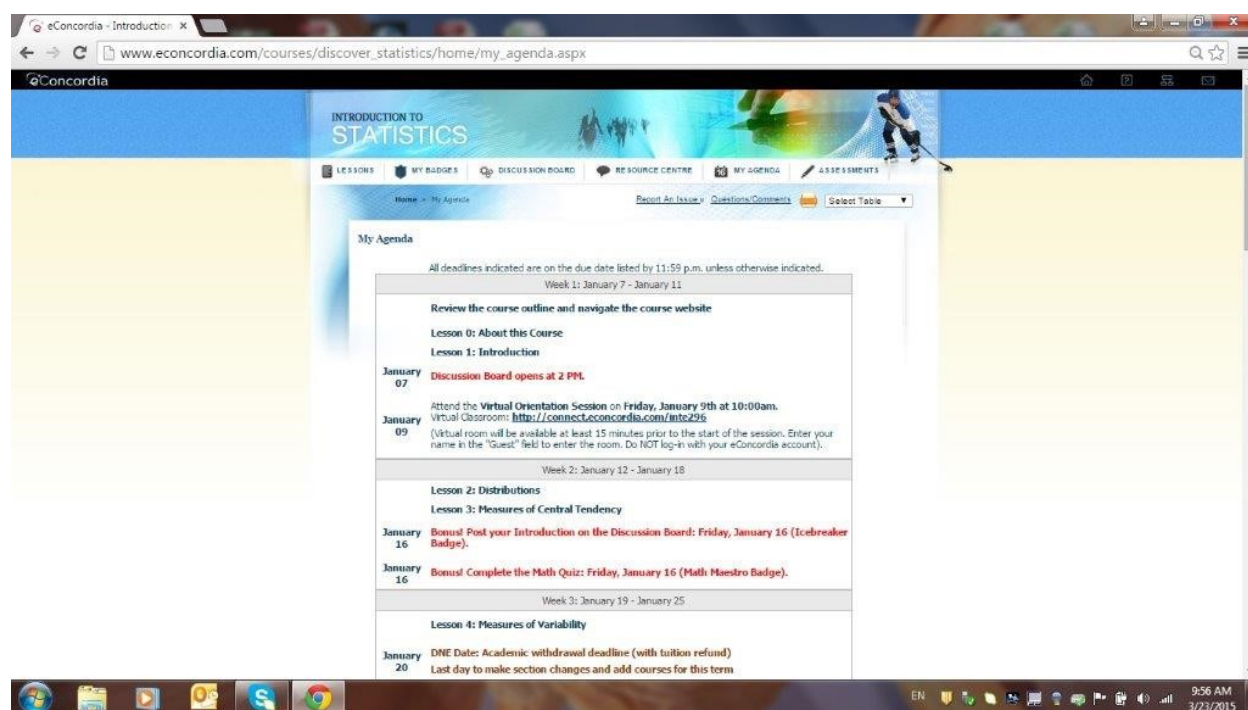 eConcordia - Introduction
www.econcordia.com/courses/discover_statistics/home/my_agenda.aspx
eConcordia
INTRODUCTION TO
STATISTICS
LESSONS MY BADGES DISCUSSION BOARD RESOURCE CENTRE MY AGENDA ASSESSMENTS
Home > My Agenda Report An Issue Questions/Comments Select Table
My Agenda
All deadlines indicated are on the due date listed by 11:59 p.m. unless otherwise indicated.
Week 1: January 7 - January 11
Review the course outline and navigate the course website
Lesson 0: About this Course
Lesson 1: Introduction
January
07
Discussion Board opens at 2 PM.
January
09
Attend the Virtual Orientation Session on Friday, January 9th at 10:00am.
Virtual Classroom: http://connect.econcordia.com/inte296
(Virtual room will be available at least 15 minutes prior to the start of the session. Enter your
name in the "Guest" field to enter the room. Do NOT log-in with your eConcordia account).
Week 2: January 12 - January 18
Lesson 2: Distributions
Lesson 3: Measures of Central Tendency
January
16
Bonus! Post your Introduction on the Discussion Board: Friday, January 16 (Icebreaker
Badge).
January
16
Bonus! Complete the Math Quiz: Friday, January 16 (Math Maestro Badge).
Week 3: January 19 - January 25
Lesson 4: Measures of Variability
January
20
DNE Date: Academic withdrawal deadline (with tuition refund)
Last day to make section changes and add courses for this term
EN
9:56 AM
3/23/2015